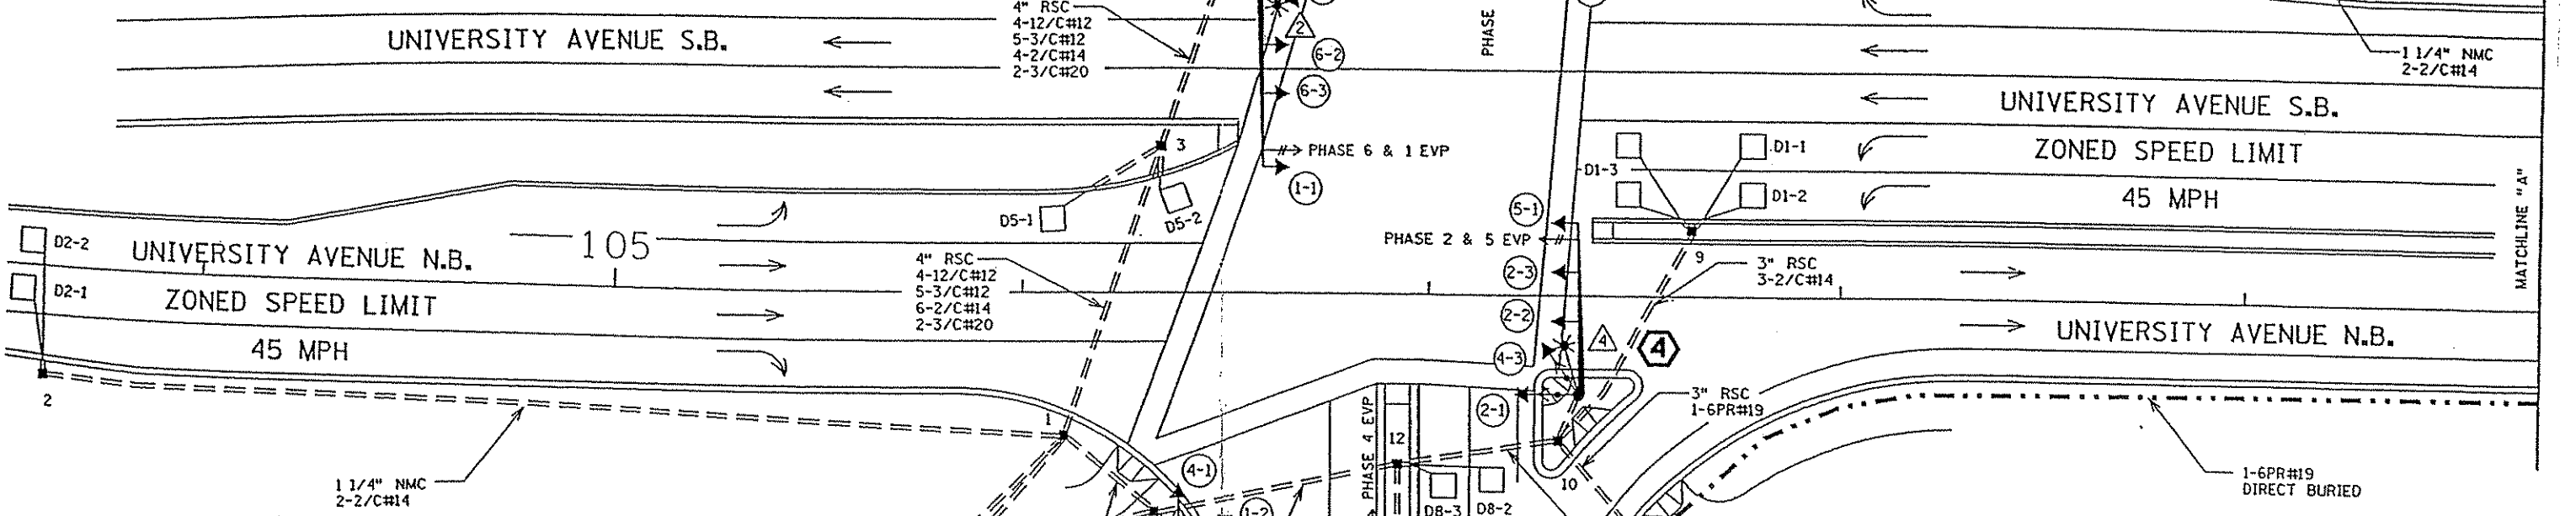 4" RSC
4-12/C#12
5-3/C#12
4-2/C#14
2-3/C#20
UNIVERSITY AVENUE S.B.
2
6-2
6-3
PHASE
1 1/4" NMC
2-2/C#14
UNIVERSITY AVENUE S.B.
3
PHASE 6 & 1 EVP
1-1
D1-3
D1-1
D1-2
ZONED SPEED LIMIT
45 MPH
MATCHLINE "A"
D5-1
D5-2
5-1
PHASE 2 & 5 EVP
2-3
2-2
4-3
4
4
9
3" RSC
3-2/C#14
D2-2
UNIVERSITY AVENUE N.B.
105
D2-1
ZONED SPEED LIMIT
45 MPH
4" RSC
4-12/C#12
5-3/C#12
6-2/C#14
2-3/C#20
UNIVERSITY AVENUE N.B.
2
1
2-1
3" RSC
1-6PR#19
PHASE 4 EVP
12
10
4-1
1-2
D8-3
D8-2
1 1/4" NMC
2-2/C#14
1-6PR#19
DIRECT BURIED